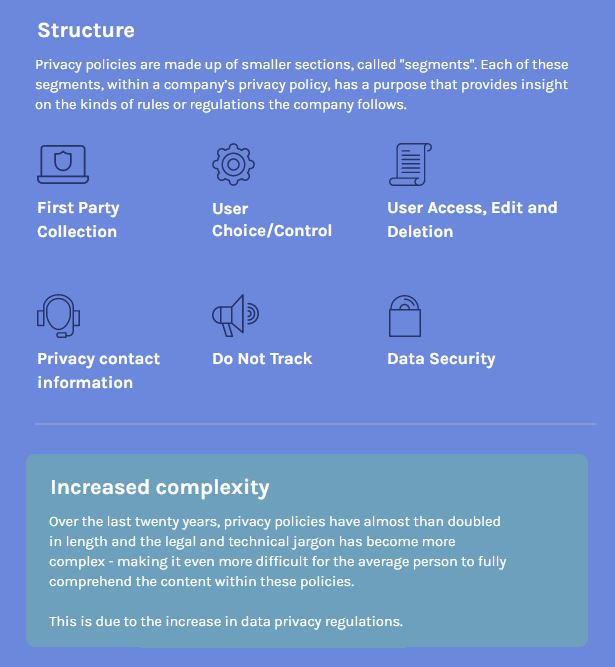 Structure
Privacy policies are made up of smaller sections, called "segments". Each of these
segments, within a company’s privacy policy, has a purpose that provides insight
on the kinds of rules or regulations the company follows.
First Party
Collection
User
Choice/Control
User Access, Edit and
Deletion
Privacy contact
information
Do Not Track
Data Security
Increased complexity
Over the last twenty years, privacy policies have almost than doubled
in length and the legal and technical jargon has become more
complex - making it even more difficult for the average person to fully
comprehend the content within these policies.
This is due to the increase in data privacy regulations.